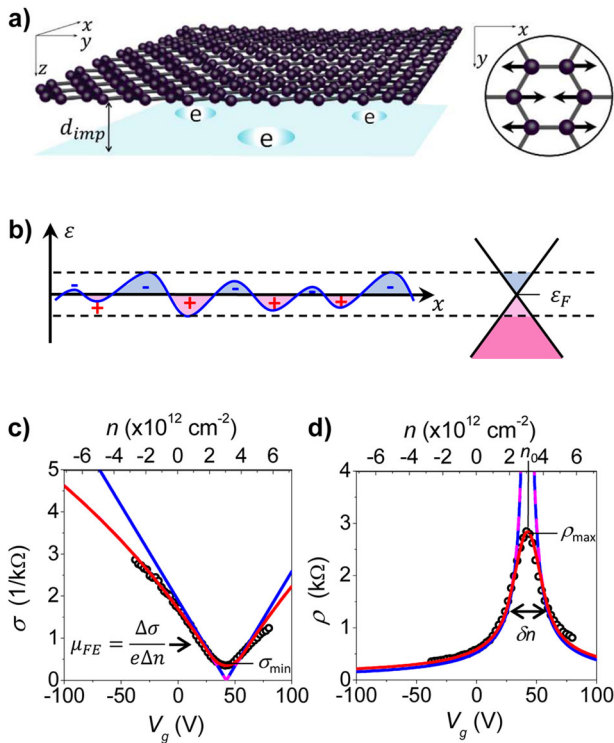 a)
x
y
z
d_imp
e
e
e
x
y
b)
ε
x
- - - - -
+ + + +
ε_F
c)
n (x10^12 cm^-2)
-6 -4 -2 0 2 4 6
5
4
3
2
1
0
σ (1/kΩ)
μ_FE = Δσ / eΔn
σ_min
-100 -50 0 50 100
V_g (V)
d)
n (x10^12 cm^-2)
n_0
-6 -4 -2 0 2 4 6
4
3
2
1
0
ρ (kΩ)
ρ_max
δn
-100 -50 0 50 100
V_g (V)